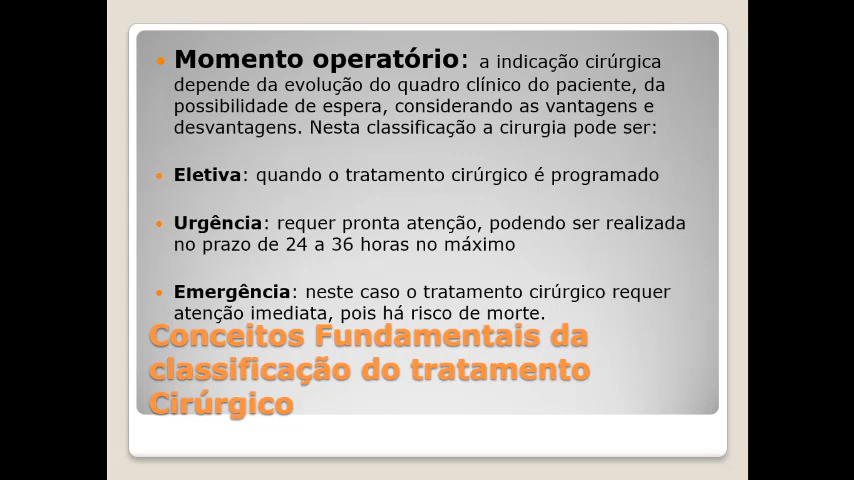 Momento operatório: a indicação cirúrgica
depende da evolução do quadro clínico do paciente, da
possibilidade de espera, considerando as vantagens e
desvantagens. Nesta classificação a cirurgia pode ser:
Eletiva: quando o tratamento cirúrgico é programado
Urgência: requer pronta atenção, podendo ser realizada
no prazo de 24 a 36 horas no máximo
Emergência: neste caso o tratamento cirúrgico requer
atenção imediata, pois há risco de morte.
Conceitos Fundamentais da
classificação do tratamento
Cirúrgico